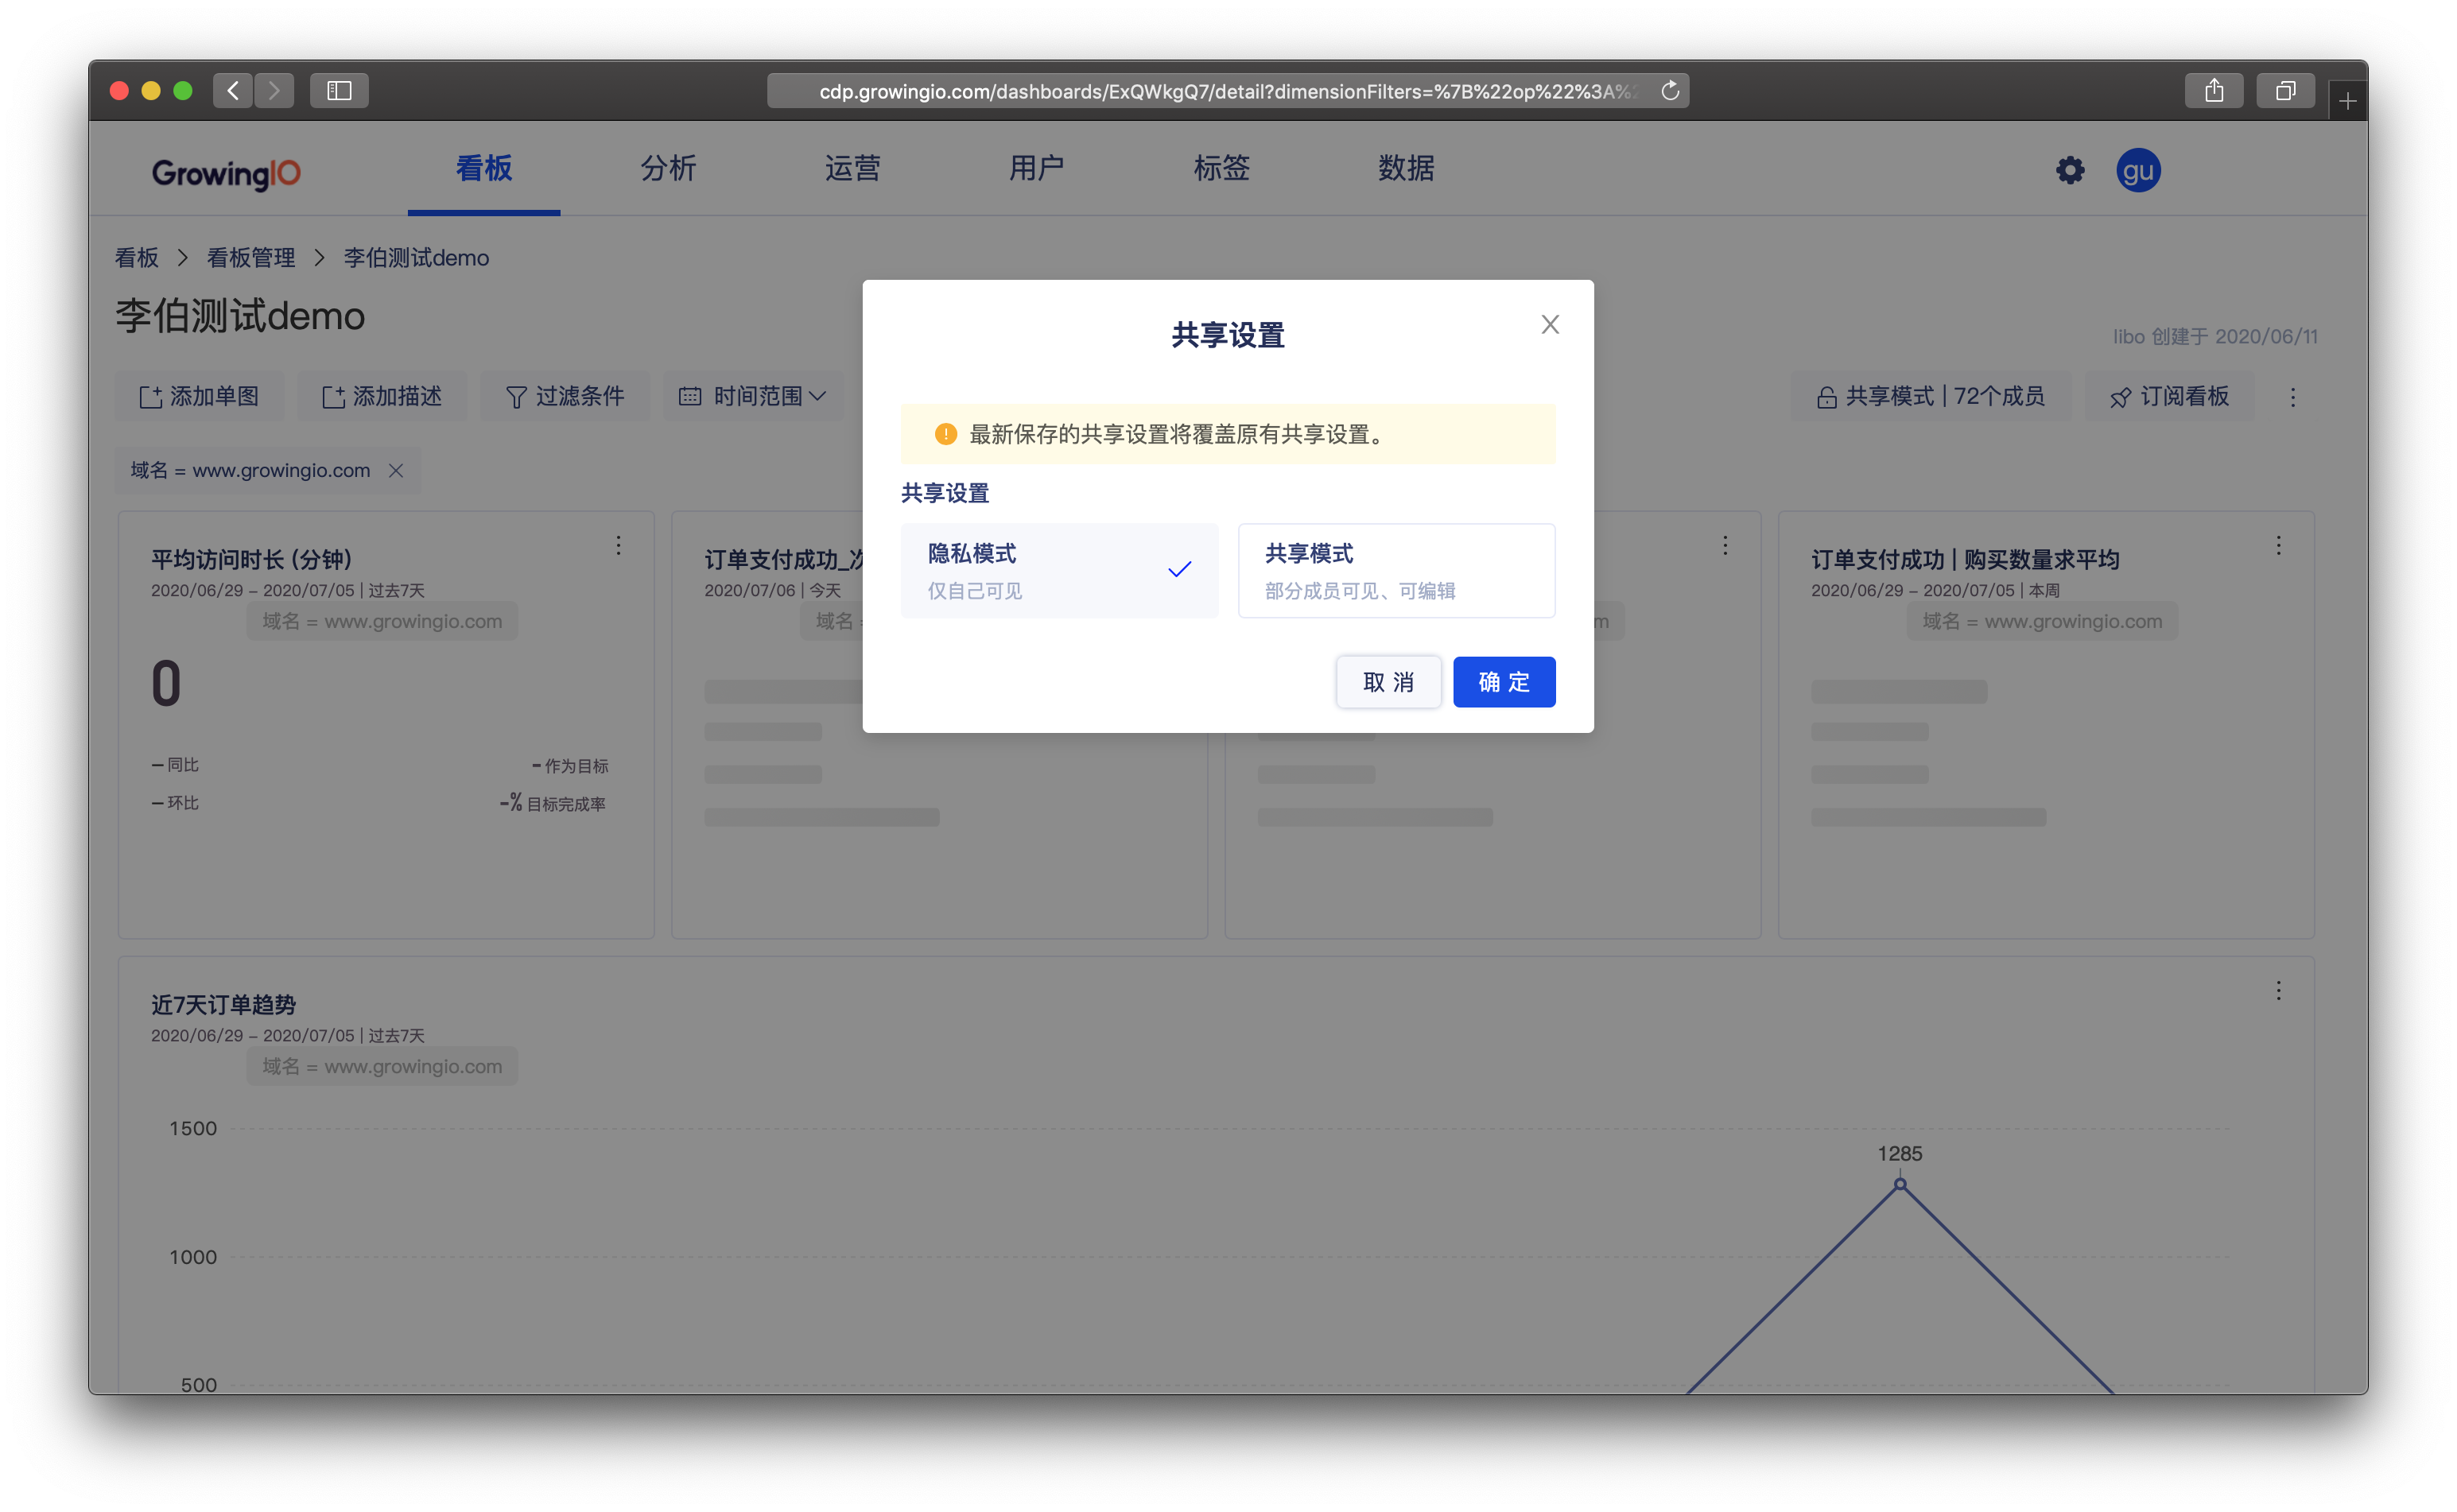 cdp.growingio.com/dashboards/ExQWkgQ7/detail?dimensionFilters=%7B%22op%22%3A%2
GrowingIO
看板
分析
运营
用户
标签
数据
gu
看板 > 看板管理 > 李伯测试demo
李伯测试demo
libo 创建于 2020/06/11
添加单图
添加描述
过滤条件
时间范围
共享模式 | 72个成员
订阅看板
域名 = www.growingio.com
共享设置
最新保存的共享设置将覆盖原有共享设置。
共享设置
隐私模式
仅自己可见
共享模式
部分成员可见、可编辑
取 消
确 定
平均访问时长 (分钟)
2020/06/29 – 2020/07/05 | 过去7天
域名 = www.growingio.com
0
– 同比
– 作为目标
– 环比
-% 目标完成率
订单支付成功_次
2020/07/06 | 今天
域名
m
订单支付成功 | 购买数量求平均
2020/06/29 – 2020/07/05 | 本周
域名 = www.growingio.com
近7天订单趋势
2020/06/29 – 2020/07/05 | 过去7天
域名 = www.growingio.com
1500
1285
1000
500